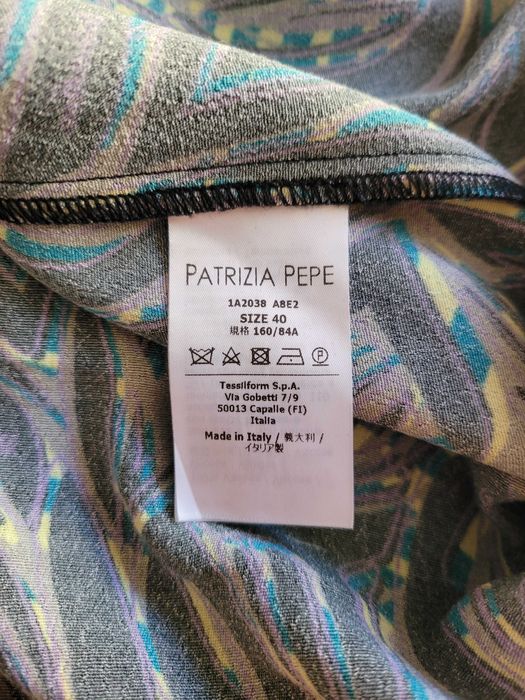 PATRIZIA PEPE
1A2038 A8E2
SIZE 40
規格 160/84A
P
Tessilform S.p.A.
Via Gobetti 7/9
50013 Capalle (FI)
Italia
Made in Italy / 義大利 /
イタリア製